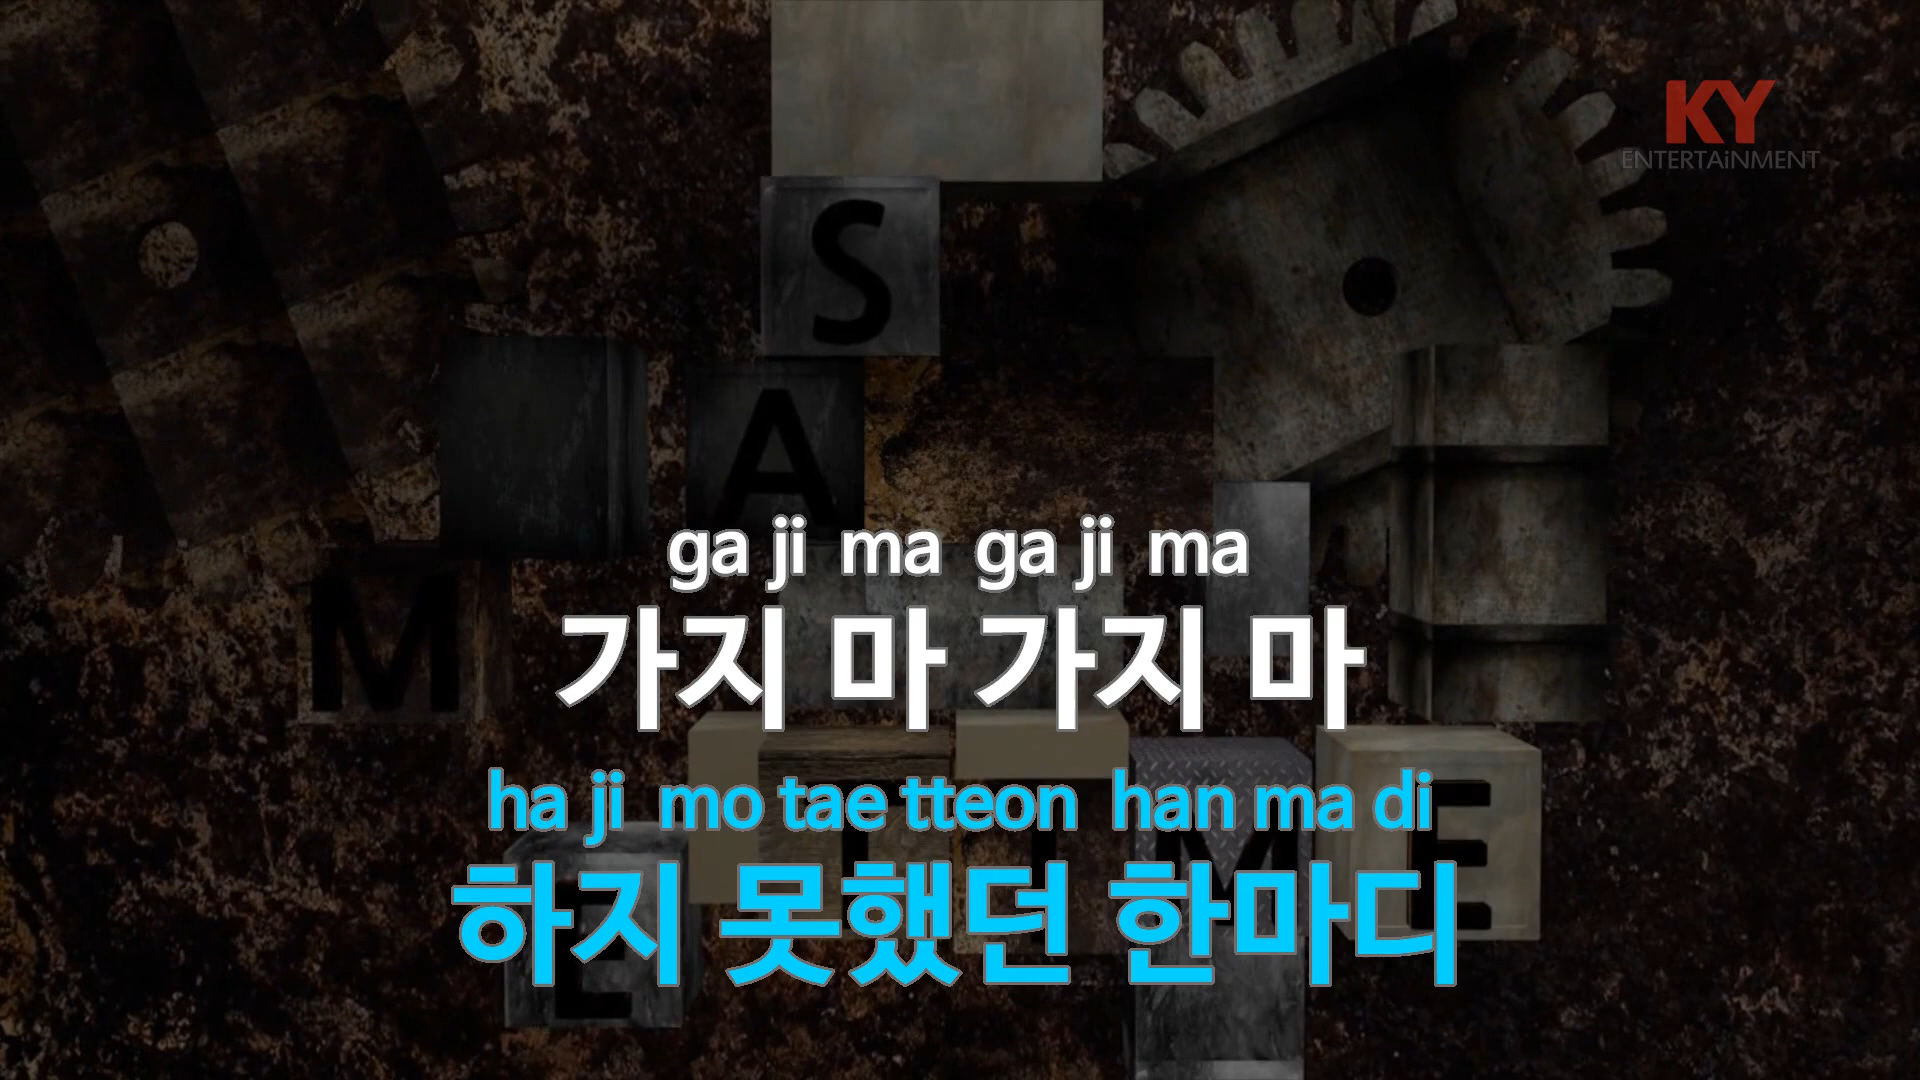 KY
ENTERTAiNMENT
S
A
M
E
T I M E
ga ji ma ga ji ma
가지 마 가지 마
ha ji mo tae tteon han ma di
하지 못했던 한마디